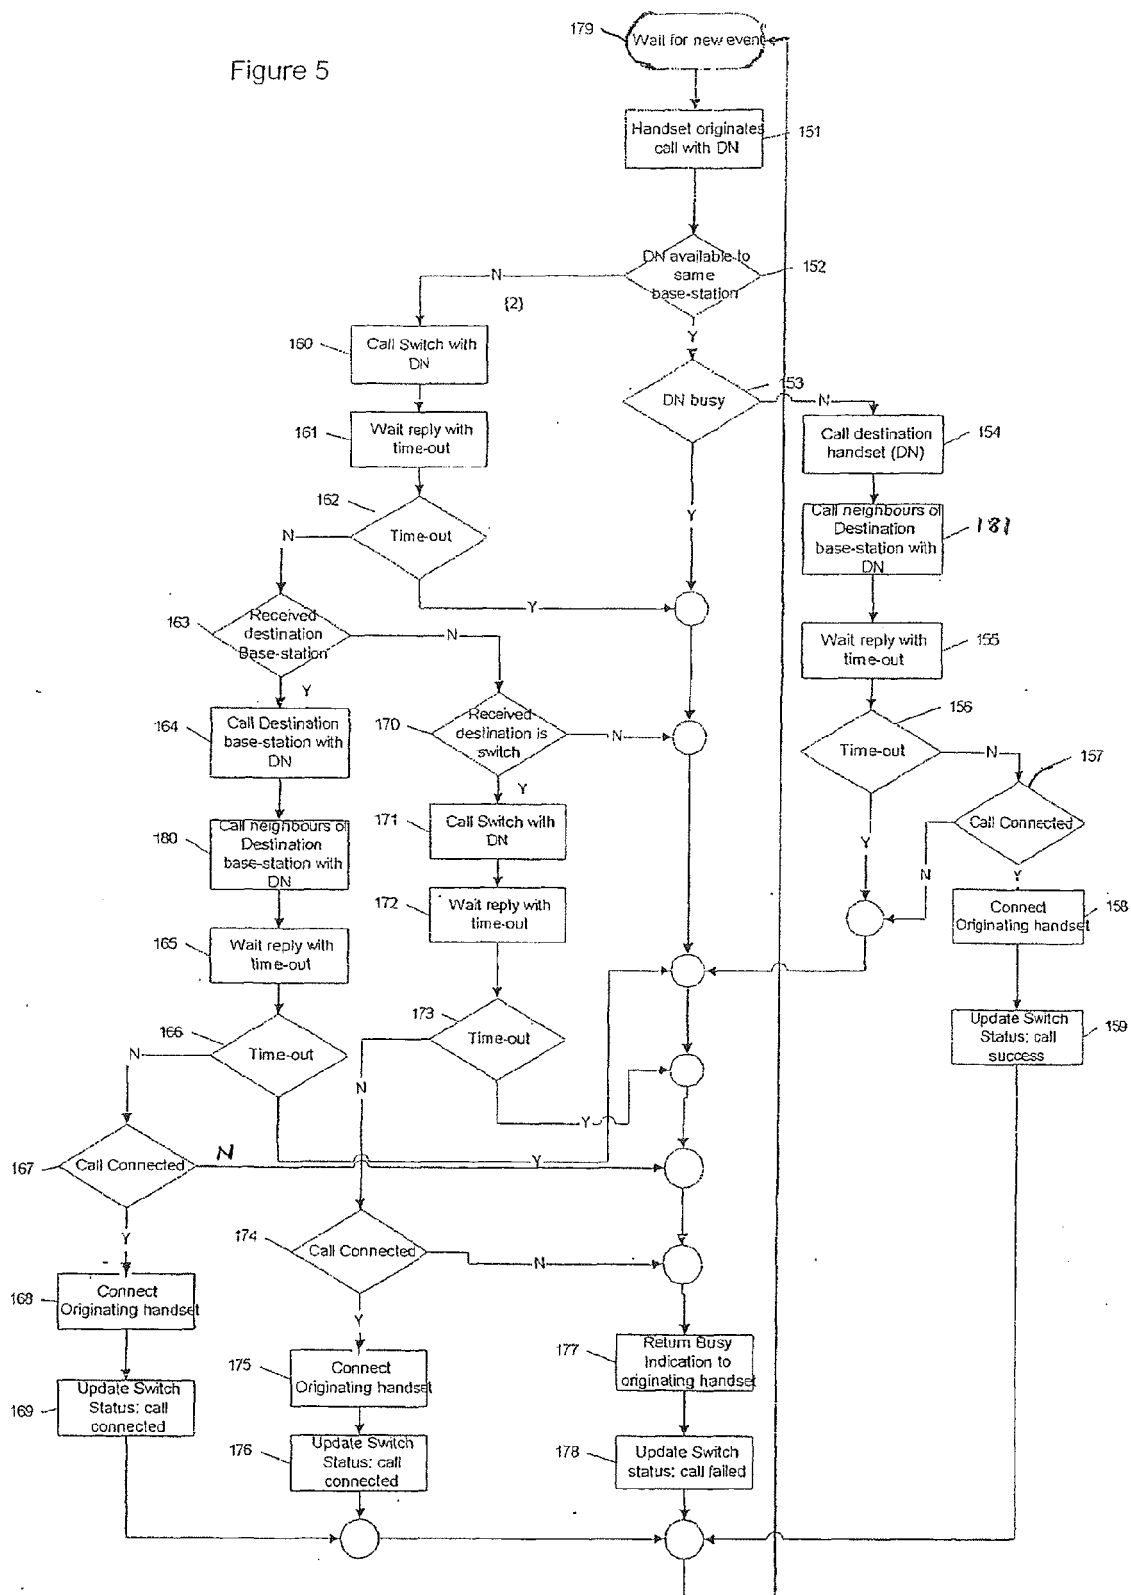 Figure 5
179
Wait for new event
Handset originates
call with DN
151
DN available to
same
base-station
152
N
{2}
Y
160
Call Switch with
DN
153
DN busy
N
161
Wait reply with
time-out
Call destination
handset (DN)
154
162
Time-out
N
Y
Y
Call neighbours of
Destination
base-station with
DN
181
163
Received
destination
Base-station
N
Y
Wait reply with
time-out
155
164
Call Destination
base-station with
DN
170
Received
destination is
switch
N
Y
156
Time-out
N
Y
157
Call Connected
N
Y
180
Call neighbours of
Destination
base-station with
DN
171
Call Switch with
DN
172
Wait reply with
time-out
Connect
Originating handset
158
165
Wait reply with
time-out
166
Time-out
N
Y
173
Time-out
N
Y
Update Switch
Status: call
success
159
167
Call Connected
N
Y
174
Call Connected
N
Y
168
Connect
Originating handset
175
Connect
Originating handset
177
Return Busy
Indication to
originating handset
169
Update Switch
Status: call
connected
176
Update Switch
Status: call
connected
178
Update Switch
status: call failed